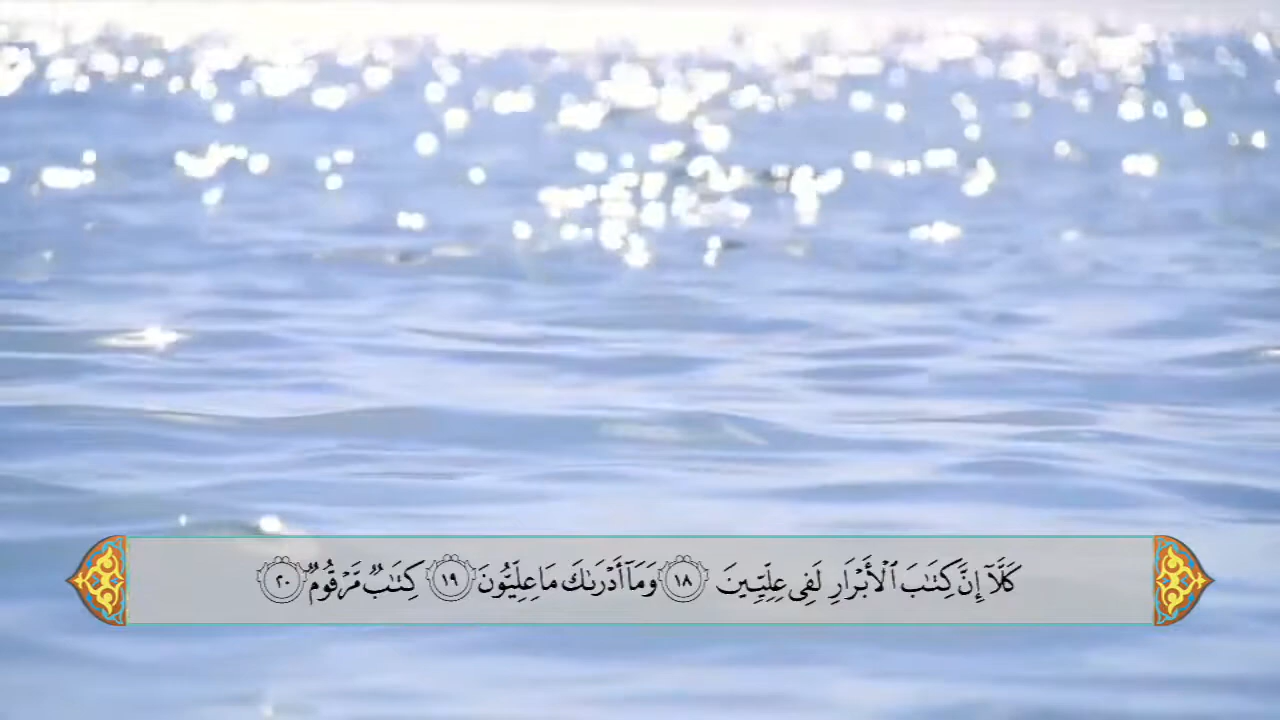 كَلَّآ إِنَّ كِتَٰبَ ٱلْأَبْرَارِ لَفِى عِلِّيِّينَ ١٨ وَمَآ أَدْرَىٰكَ مَا عِلِّيُّونَ ١٩ كِتَٰبٌ مَّرْقُومٌ ٢٠